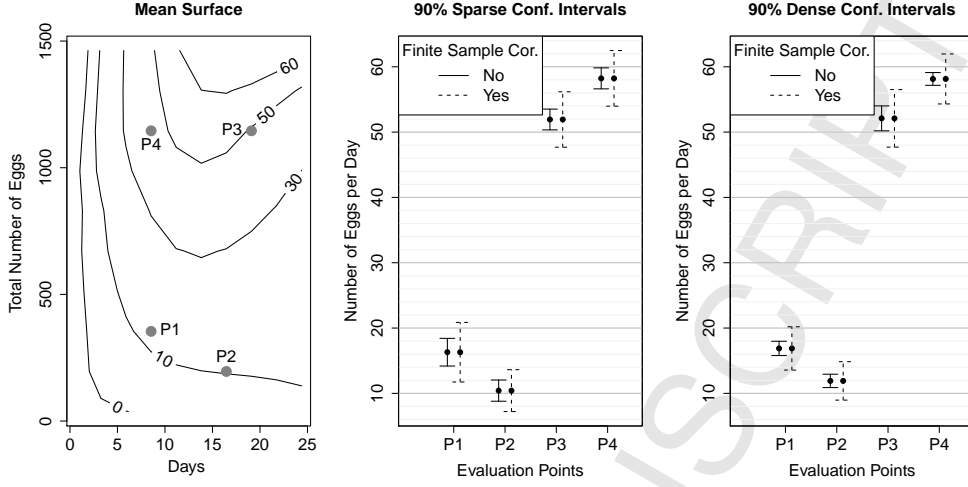 Mean Surface
Total Number of Eggs
1500
1000
500
0
60
50
30
10
0
P4
P3
P1
P2
0 5 10 15 20 25
Days
90% Sparse Conf. Intervals
Finite Sample Cor.
No
Yes
Number of Eggs per Day
60
50
40
30
20
10
P1 P2 P3 P4
Evaluation Points
90% Dense Conf. Intervals
Finite Sample Cor.
No
Yes
Number of Eggs per Day
60
50
40
30
20
10
P1 P2 P3 P4
Evaluation Points
ISCRIPT